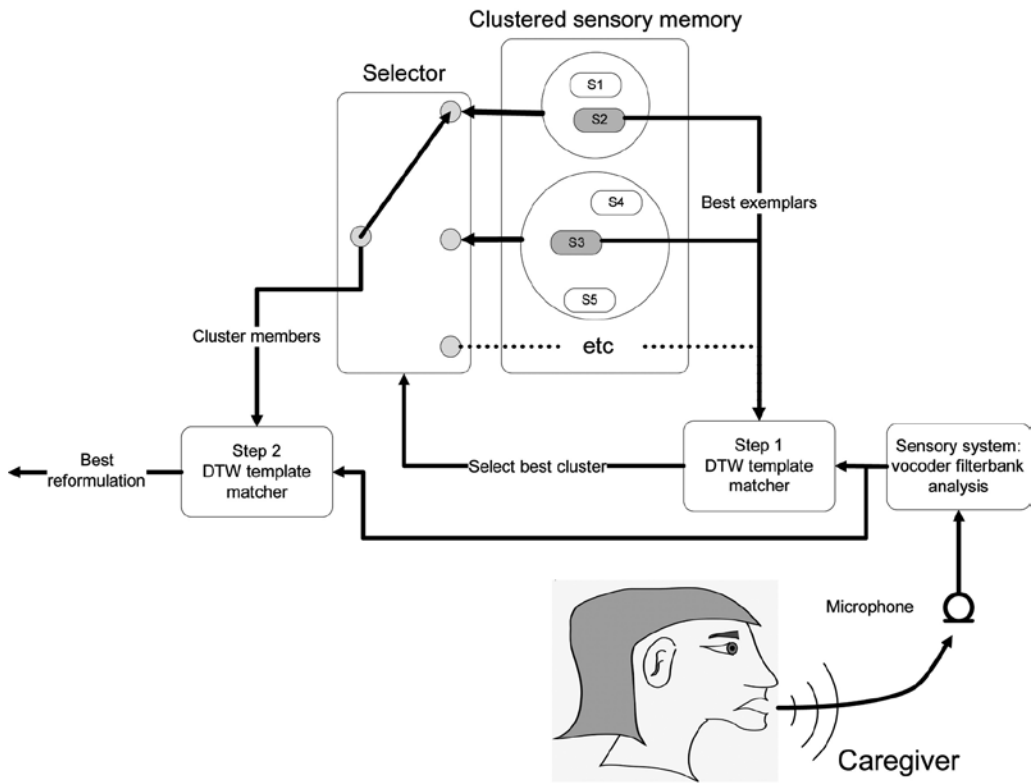 Clustered sensory memory
Selector
S1
S2
S4
Best exemplars
S3
S5
Cluster members
etc
Step 1
DTW template
matcher
Sensory system:
vocoder filterbank
analysis
Step 2
DTW template
matcher
Best
reformulation
Select best cluster
Microphone
Caregiver